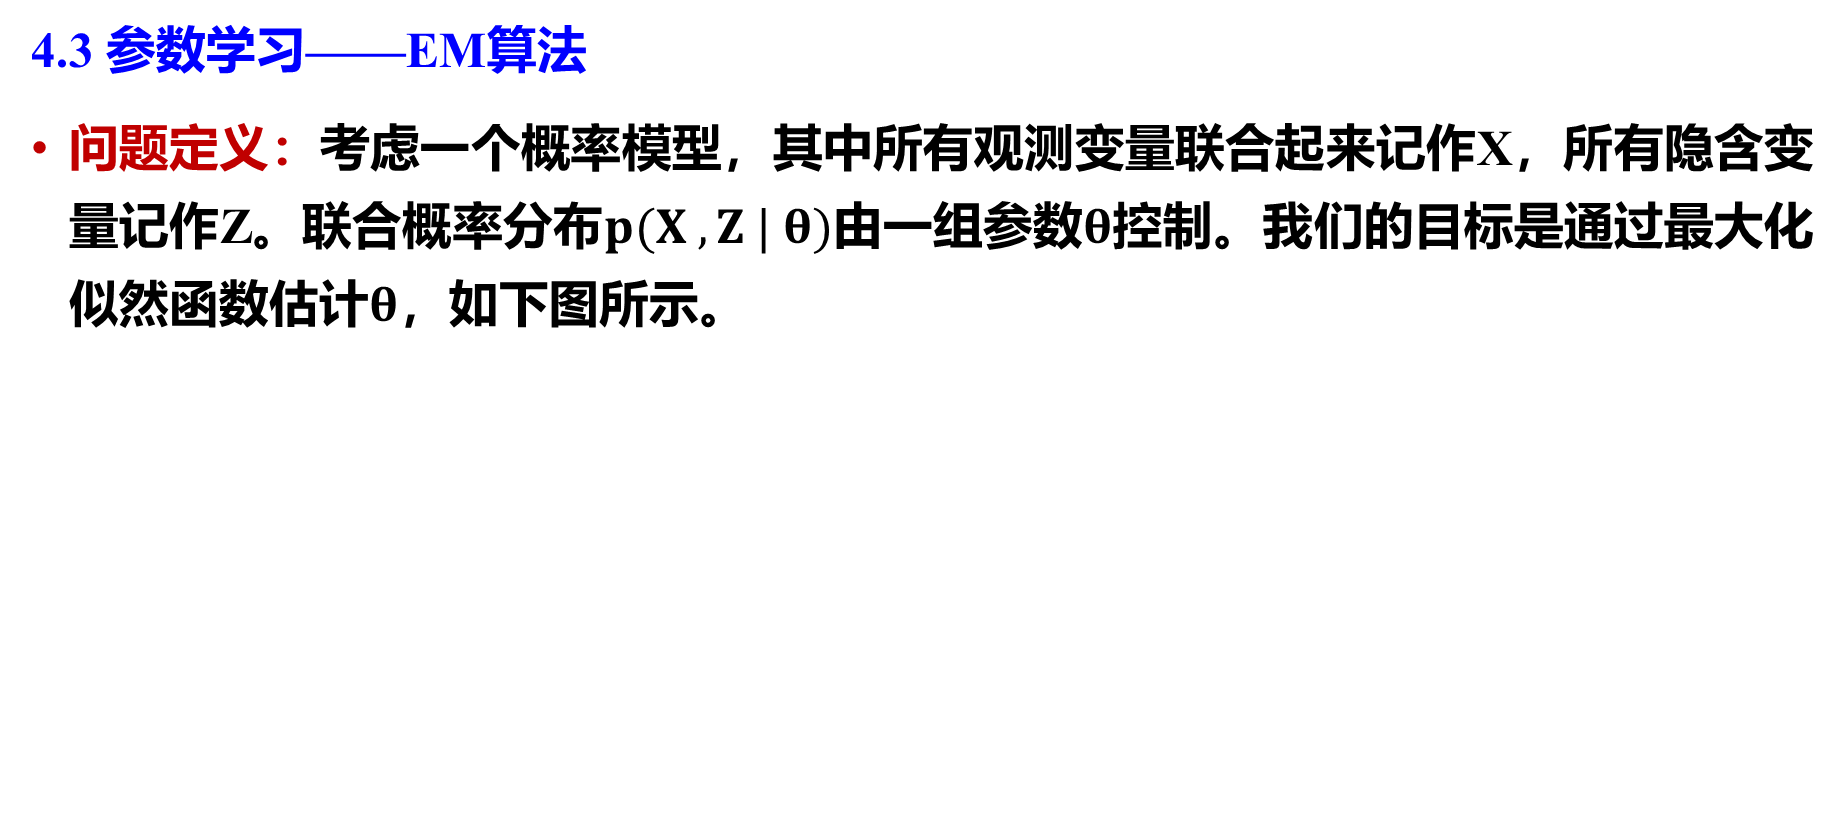 4.3 参数学习——EM算法
• 问题定义：考虑一个概率模型，其中所有观测变量联合起来记作X，所有隐含变
量记作Z。联合概率分布p(X ,Z | θ)由一组参数θ控制。我们的目标是通过最大化
似然函数估计θ，如下图所示。